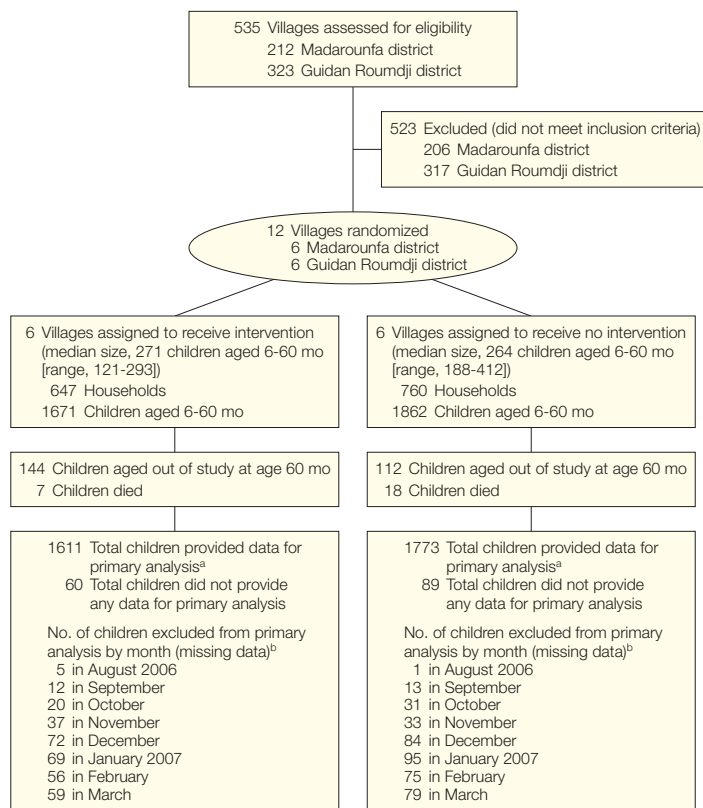 535 Villages assessed for eligibility
212 Madarounfa district
323 Guidan Roumdji district
523 Excluded (did not meet inclusion criteria)
206 Madarounfa district
317 Guidan Roumdji district
12 Villages randomized
6 Madarounfa district
6 Guidan Roumdji district
6 Villages assigned to receive intervention
(median size, 271 children aged 6-60 mo
[range, 121-293])
647 Households
1671 Children aged 6-60 mo
6 Villages assigned to receive no intervention
(median size, 264 children aged 6-60 mo
[range, 188-412])
760 Households
1862 Children aged 6-60 mo
144 Children aged out of study at age 60 mo
7 Children died
112 Children aged out of study at age 60 mo
18 Children died
1611 Total children provided data for
primary analysisᵃ
60 Total children did not provide
any data for primary analysis
No. of children excluded from primary
analysis by month (missing data)ᵇ
5 in August 2006
12 in September
20 in October
37 in November
72 in December
69 in January 2007
56 in February
59 in March
1773 Total children provided data for
primary analysisᵃ
89 Total children did not provide
any data for primary analysis
No. of children excluded from primary
analysis by month (missing data)ᵇ
1 in August 2006
13 in September
31 in October
33 in November
84 in December
95 in January 2007
75 in February
79 in March